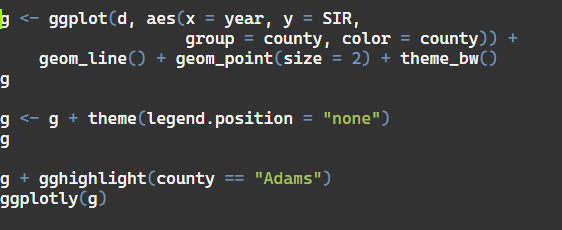 g <- ggplot(d, aes(x = year, y = SIR,
                   group = county, color = county)) +
    geom_line() + geom_point(size = 2) + theme_bw()
g

g <- g + theme(legend.position = "none")
g

g + gghighlight(county == "Adams")
ggplotly(g)